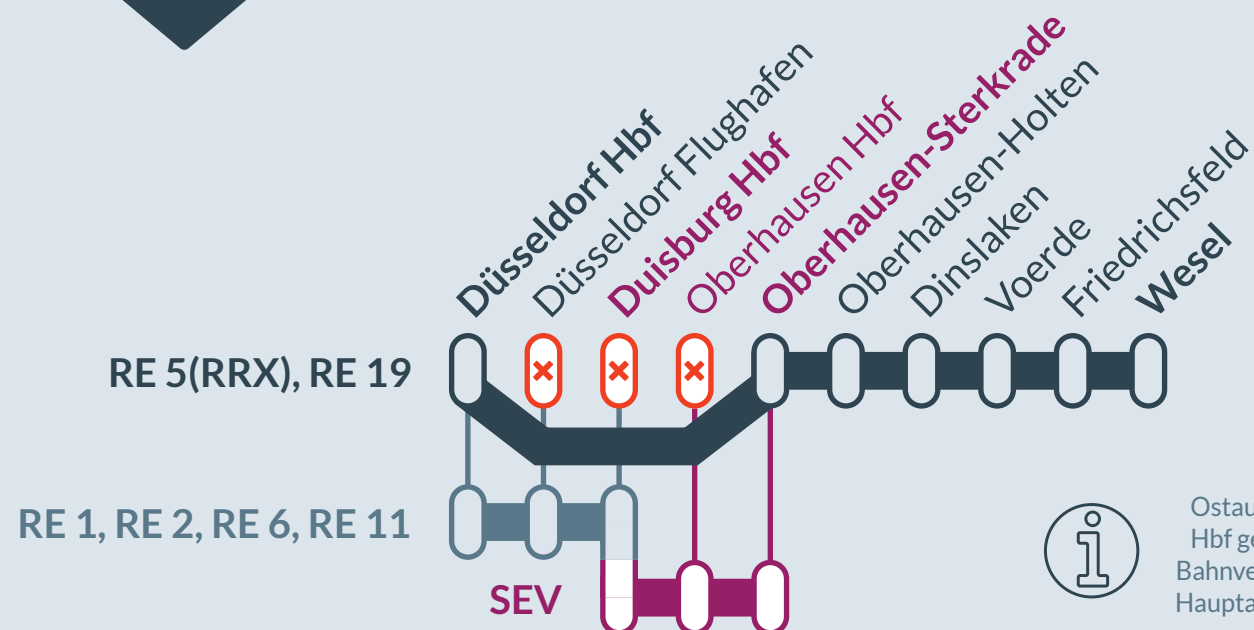 Düsseldorf Hbf
Düsseldorf Flughafen
Duisburg Hbf
Oberhausen Hbf
Oberhausen-Sterkrade
Oberhausen-Holten
Dinslaken
Voerde
Friedrichsfeld
Wesel
RE 5(RRX), RE 19
RE 1, RE 2, RE 6, RE 11
SEV
Hbf